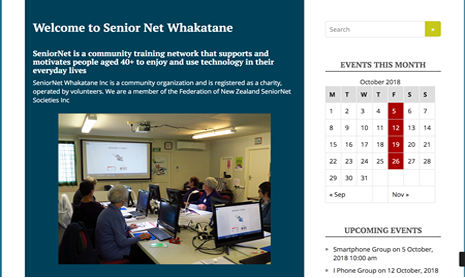 Welcome to Senior Net Whakatane
SeniorNet is a community training network that supports and
motivates people aged 40+ to enjoy and use technology in their
everyday lives
SeniorNet Whakatane Inc is a community organization and is registered as a charity,
operated by volunteers. We are a member of the Federation of New Zealand SeniorNet
Societies Inc
Search
EVENTS THIS MONTH
October 2018
M T W T F S S
1 2 3 4 5 6 7
8 9 10 11 12 13 14
15 16 17 18 19 20 21
22 23 24 25 26 27 28
29 30 31
« Sep Nov »
UPCOMING EVENTS
Smartphone Group on 5 October,
2018 10:00 am
I Phone Group on 12 October, 2018